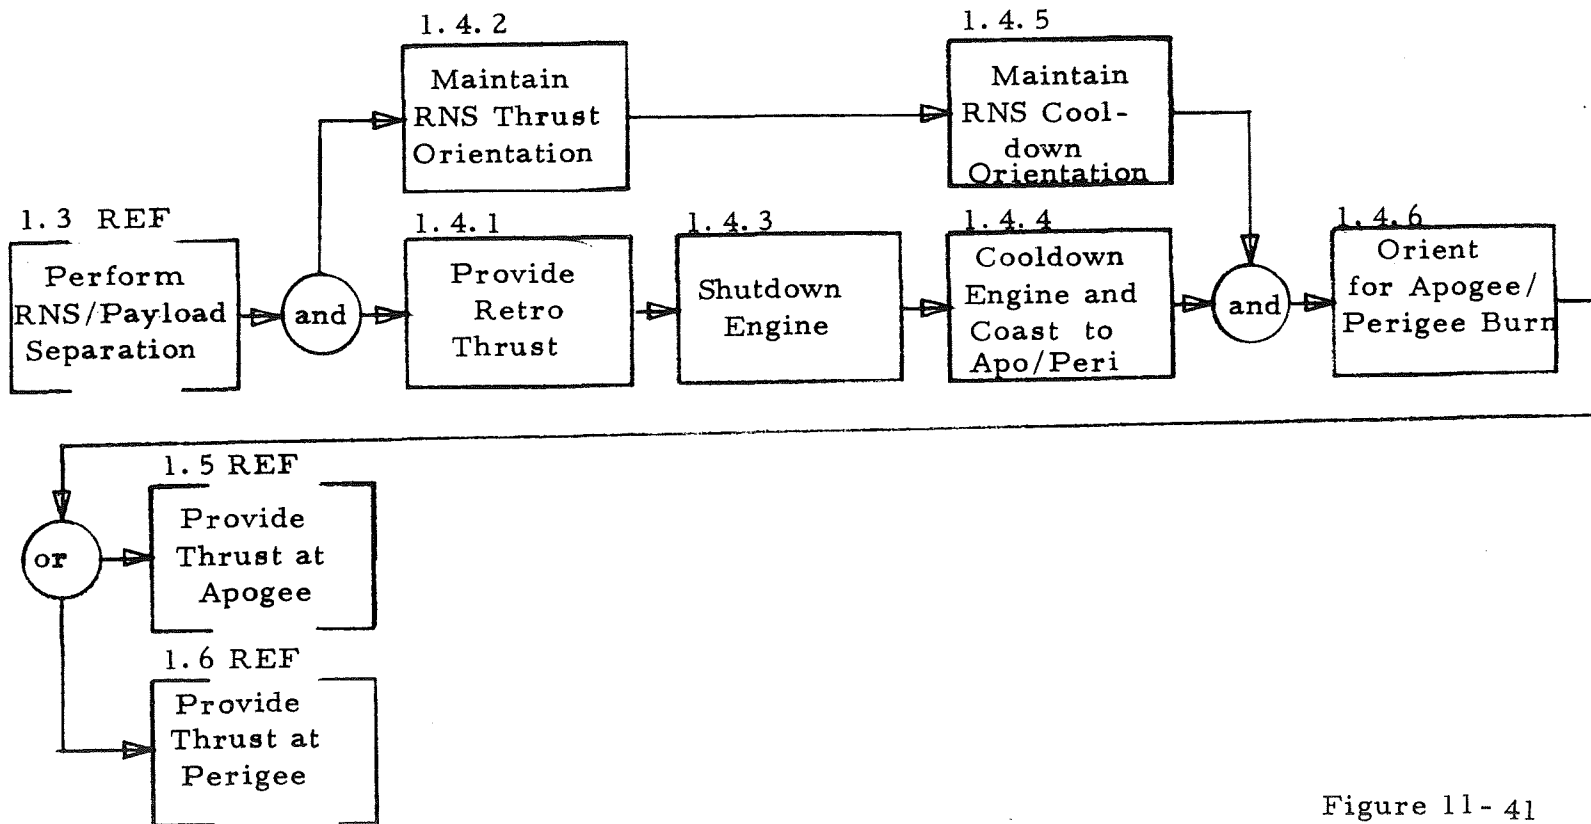 1.4.2
Maintain
RNS Thrust
Orientation
1.4.5
Maintain
RNS Cool-
down
Orientation
1.3 REF
Perform
RNS/Payload
Separation
and
1.4.1
Provide
Retro
Thrust
1.4.3
Shutdown
Engine
1.4.4
Cooldown
Engine and
Coast to
Apo/Peri
and
1.4.6
Orient
for Apogee/
Perigee Burn
or
1.5 REF
Provide
Thrust at
Apogee
1.6 REF
Provide
Thrust at
Perigee
Figure 11-41